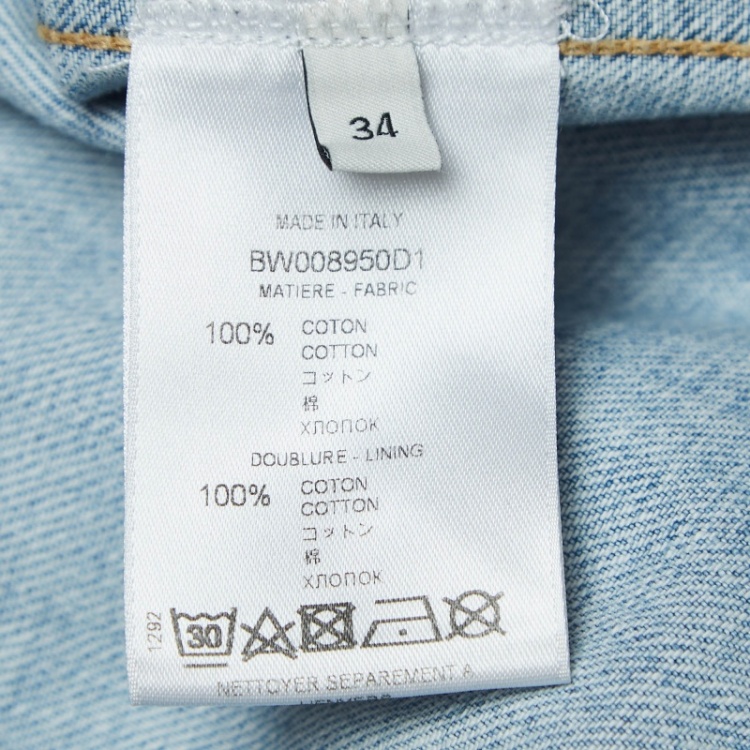 34
MADE IN ITALY
BW008950D1
MATIERE - FABRIC
100% COTON
COTTON
コットン
棉
ХЛОПОК
DOUBLURE - LINING
100% COTON
COTTON
コットン
棉
ХЛОПОК
1292
30
NETTOYER SEPAREMENT A